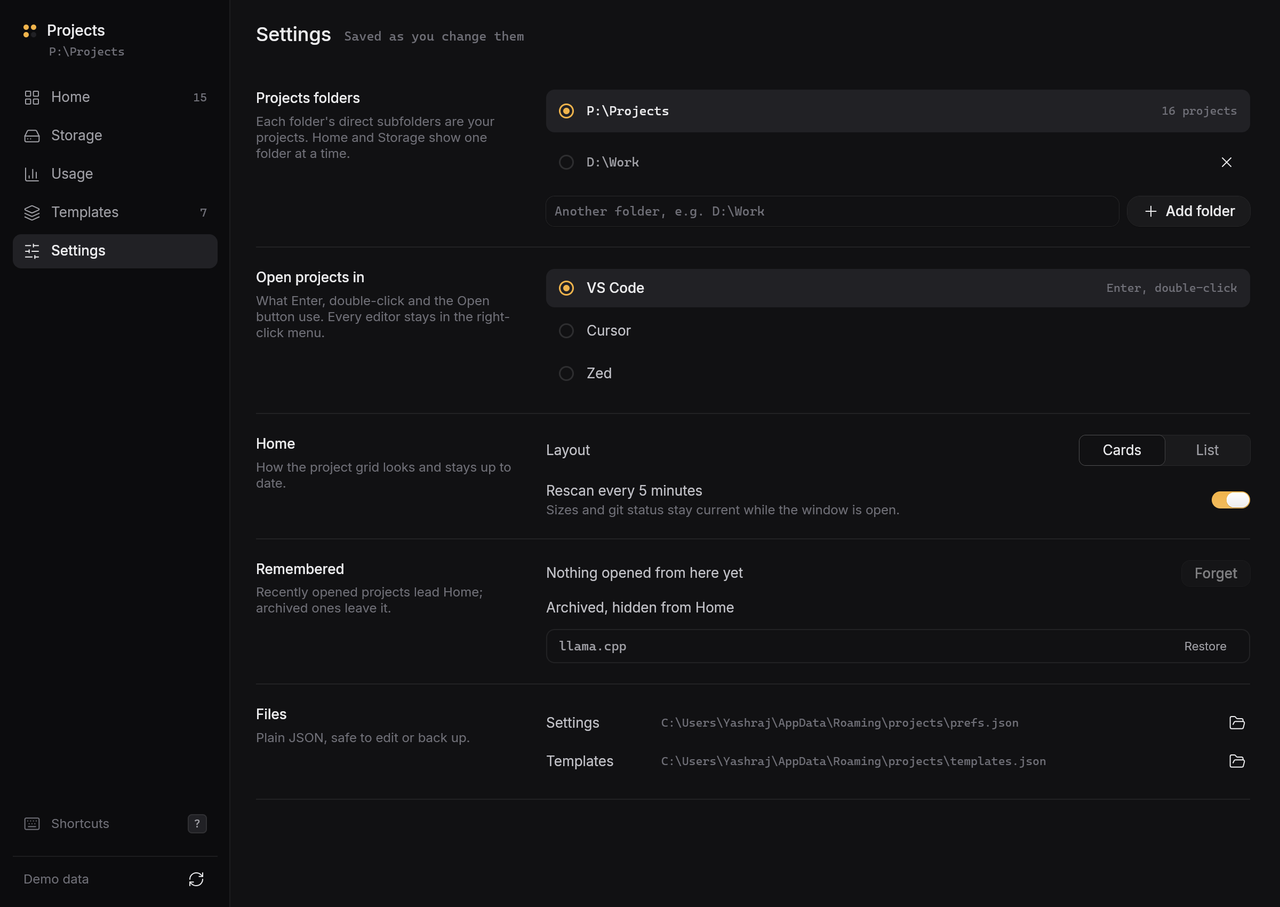 Projects
P:\Projects
Home 15
Storage
Usage
Templates 7
Settings
Shortcuts ?
Demo data
Settings Saved as you change them
Projects folders
Each folder's direct subfolders are your
projects. Home and Storage show one
folder at a time.
P:\Projects 16 projects
D:\Work
Another folder, e.g. D:\Work
Add folder
Open projects in
What Enter, double-click and the Open
button use. Every editor stays in the right-
click menu.
VS Code Enter, double-click
Cursor
Zed
Home
How the project grid looks and stays up to
date.
Layout Cards List
Rescan every 5 minutes
Sizes and git status stay current while the window is open.
Remembered
Recently opened projects lead Home;
archived ones leave it.
Nothing opened from here yet Forget
Archived, hidden from Home
llama.cpp Restore
Files
Plain JSON, safe to edit or back up.
Settings C:\Users\Yashraj\AppData\Roaming\projects\prefs.json
Templates C:\Users\Yashraj\AppData\Roaming\projects\templates.json